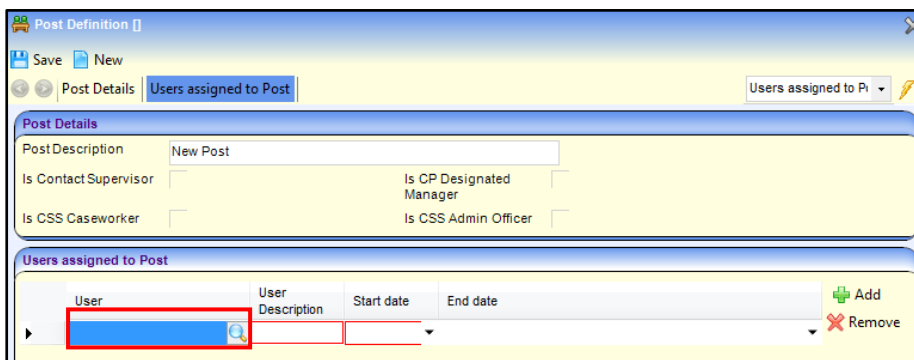 Post Definition []
Save New
Post Details Users assigned to Post Users assigned to P
Post Details
Post Description New Post
Is Contact Supervisor Is CP Designated Manager
Is CSS Caseworker Is CSS Admin Officer
Users assigned to Post
User User Description Start date End date Add
Remove